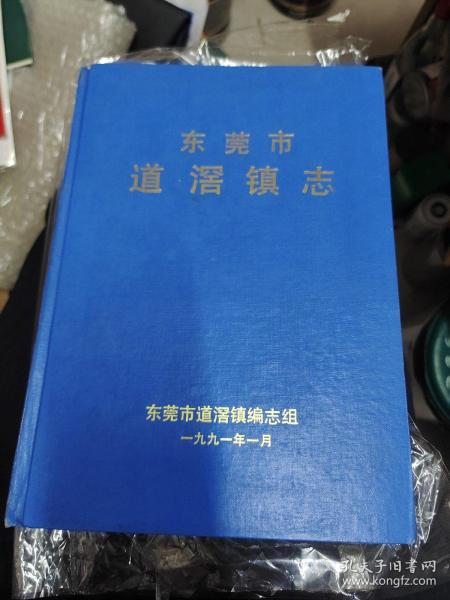 东莞市
道滘镇志
东莞市道滘镇编志组
一九九一年一月
孔夫子旧书网
www.kongfz.com